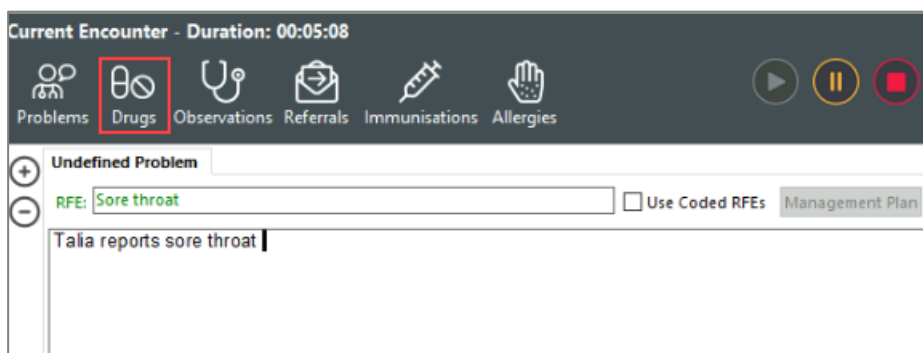 Current Encounter - Duration: 00:05:08
Problems Drugs Observations Referrals Immunisations Allergies
Undefined Problem
RFE: Sore throat Use Coded RFEs Management Plan
Talia reports sore throat